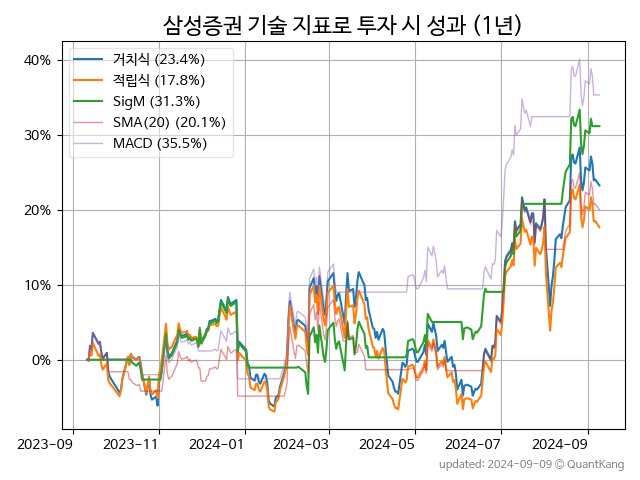 삼성증권 기술 지표로 투자 시 성과 (1년)
거치식 (23.4%)
적립식 (17.8%)
SigM (31.3%)
SMA(20) (20.1%)
MACD (35.5%)
40%
30%
20%
10%
0%
2023-09 2023-11 2024-01 2024-03 2024-05 2024-07 2024-09
updated: 2024-09-09 © QuantKang